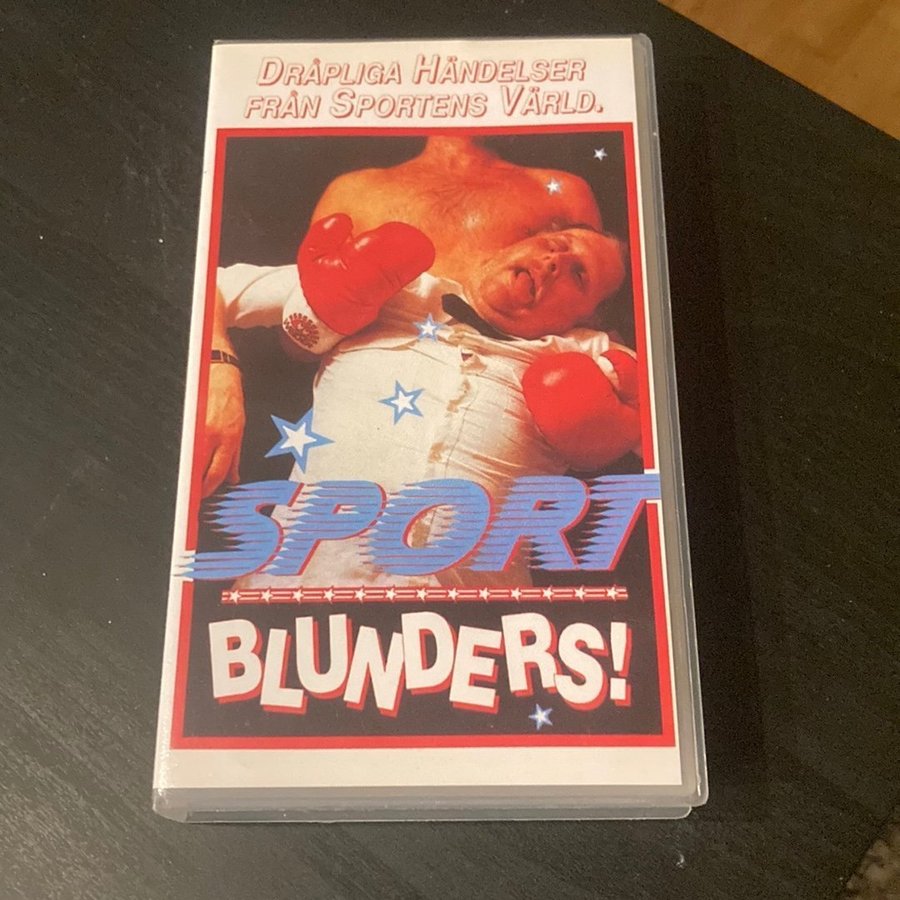 DRÅPLIGA HÄNDELSER
FRÅN SPORTENS VÄRLD.
SPORT
BLUNDERS!